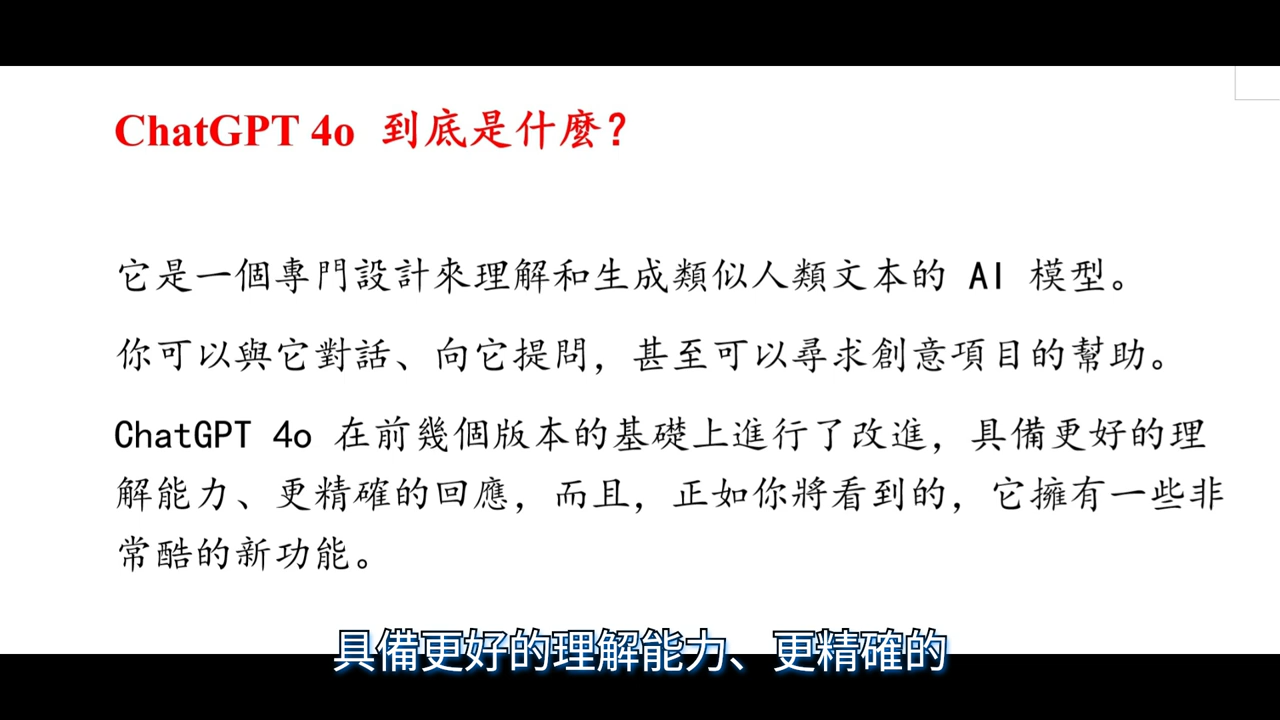 ChatGPT 4o 到底是什麼？
它是一個專門設計來理解和生成類似人類文本的 AI 模型。
你可以與它對話、向它提問，甚至可以尋求創意項目的幫助。
ChatGPT 4o 在前幾個版本的基礎上進行了改進，具備更好的理
解能力、更精確的回應，而且，正如你將看到的，它擁有一些非
常酷的新功能。
具備更好的理解能力、更精確的